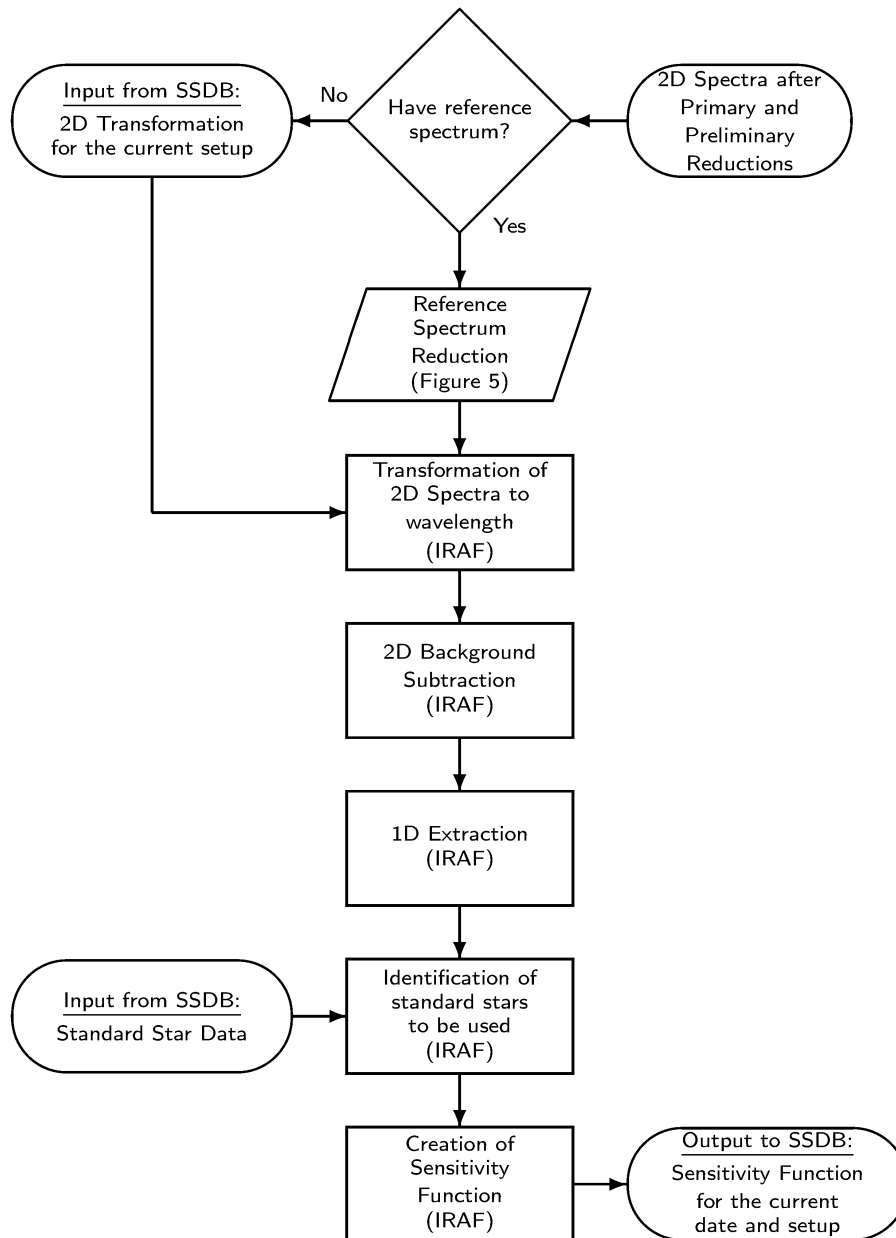 Input from SSDB:
2D Transformation
for the current setup
No
Have reference
spectrum?
2D Spectra after
Primary and
Preliminary
Reductions
Yes
Reference
Spectrum
Reduction
(Figure 5)
Transformation of
2D Spectra to
wavelength
(IRAF)
2D Background
Subtraction
(IRAF)
1D Extraction
(IRAF)
Input from SSDB:
Standard Star Data
Identification of
standard stars
to be used
(IRAF)
Creation of
Sensitivity
Function
(IRAF)
Output to SSDB:
Sensitivity Function
for the current
date and setup